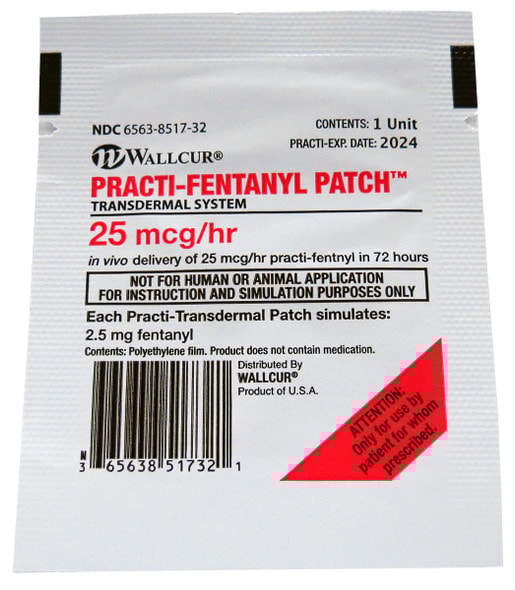 NDC 6563-8517-32
CONTENTS: 1 Unit
PRACTI-EXP. DATE: 2024
W WALLCUR®
PRACTI-FENTANYL PATCH™
TRANSDERMAL SYSTEM
25 mcg/hr
in vivo delivery of 25 mcg/hr practi-fentnyl in 72 hours
NOT FOR HUMAN OR ANIMAL APPLICATION
FOR INSTRUCTION AND SIMULATION PURPOSES ONLY
Each Practi-Transdermal Patch simulates:
2.5 mg fentanyl
Contents: Polyethylene film. Product does not contain medication.
Distributed By
WALLCUR®
Product of U.S.A.
N
3 65638 51732 1
ATTENTION:
Only for use by
patient for whom
prescribed.